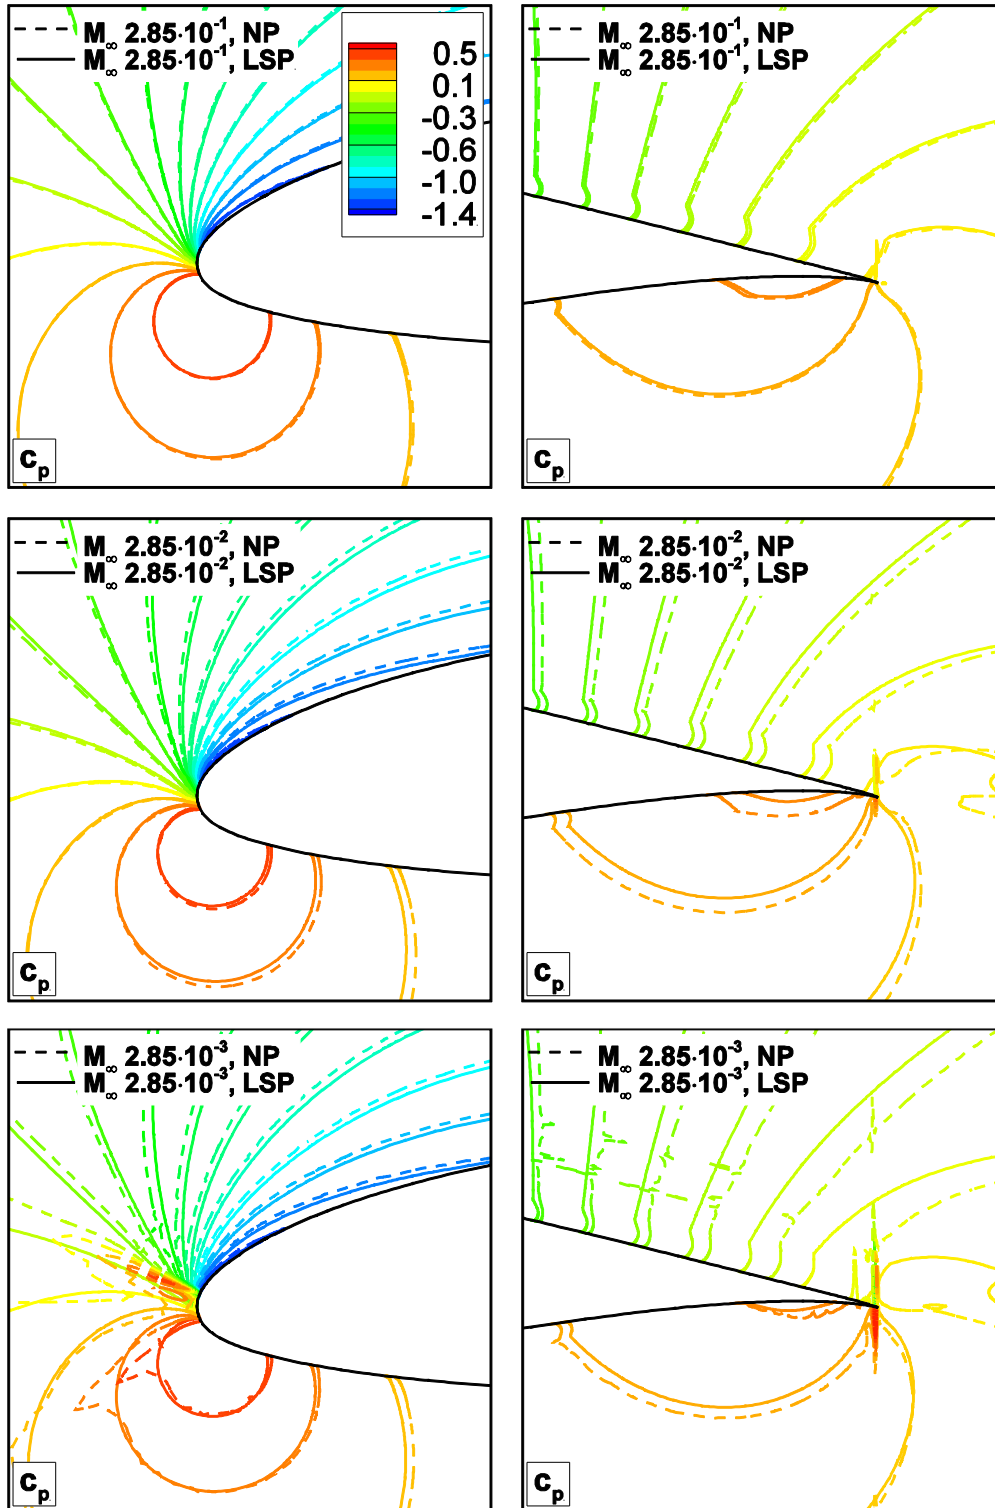 M∞ 2.85·10⁻¹, NP
M∞ 2.85·10⁻¹, LSP
0.5
0.1
-0.3
-0.6
-1.0
-1.4
Cp
M∞ 2.85·10⁻¹, NP
M∞ 2.85·10⁻¹, LSP
Cp
M∞ 2.85·10⁻², NP
M∞ 2.85·10⁻², LSP
Cp
M∞ 2.85·10⁻², NP
M∞ 2.85·10⁻², LSP
Cp
M∞ 2.85·10⁻³, NP
M∞ 2.85·10⁻³, LSP
Cp
M∞ 2.85·10⁻³, NP
M∞ 2.85·10⁻³, LSP
Cp